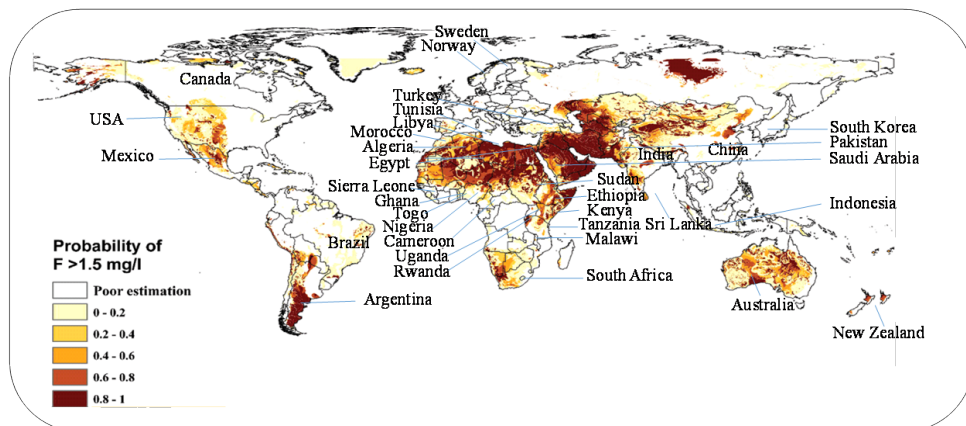 Sweden
Norway
Canada
Turkey
Tunisia
USA
Libya
Morocco
South Korea
Algeria
Pakistan
Mexico
India
China
Egypt
Saudi Arabia
Sierra Leone
Sudan
Ghana
Ethiopia
Togo
Kenya
Indonesia
Nigeria
Tanzania
Sri Lanka
Brazil
Cameroon
Malawi
Uganda
Rwanda
South Africa
Argentina
Australia
New Zealand
Probability of
F >1.5 mg/l
Poor estimation
0 - 0.2
0.2 - 0.4
0.4 - 0.6
0.6 - 0.8
0.8 - 1